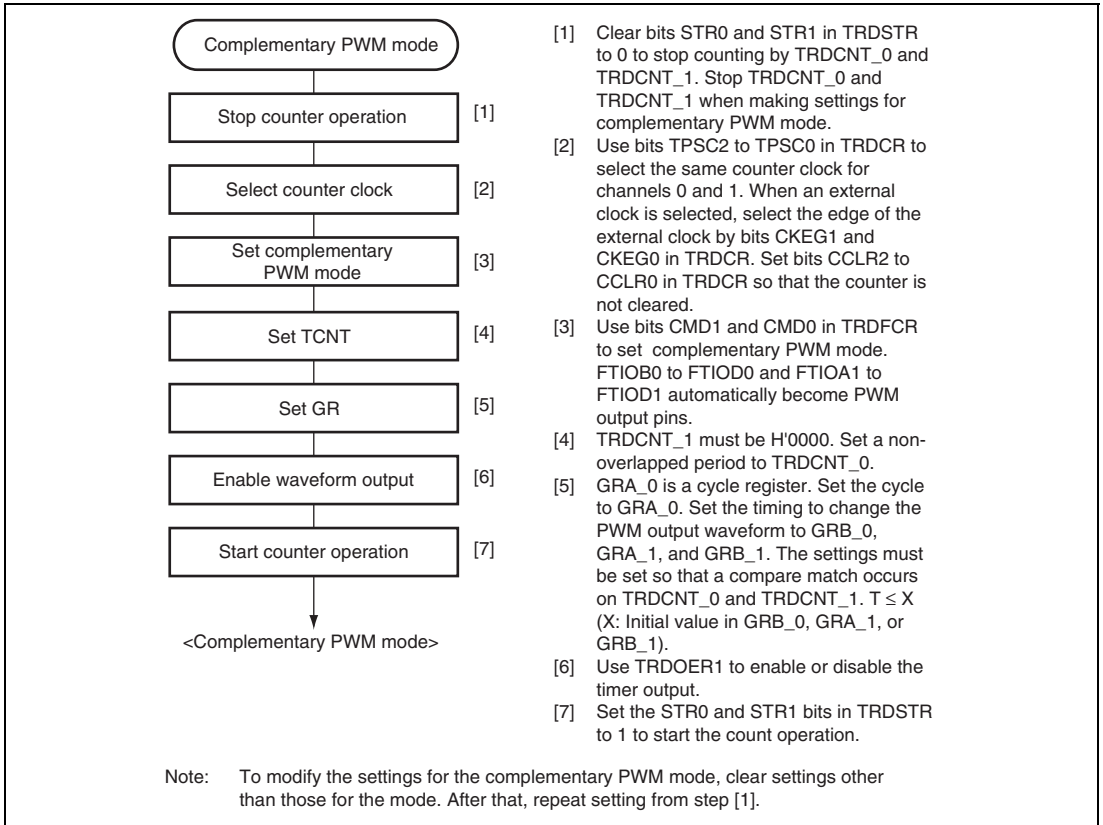 Complementary PWM mode
Stop counter operation [1]
Select counter clock [2]
Set complementary
PWM mode [3]
Set TCNT [4]
Set GR [5]
Enable waveform output [6]
Start counter operation [7]
<Complementary PWM mode>
[1] Clear bits STR0 and STR1 in TRDSTR
to 0 to stop counting by TRDCNT_0 and
TRDCNT_1. Stop TRDCNT_0 and
TRDCNT_1 when making settings for
complementary PWM mode.
[2] Use bits TPSC2 to TPSC0 in TRDCR to
select the same counter clock for
channels 0 and 1. When an external
clock is selected, select the edge of the
external clock by bits CKEG1 and
CKEG0 in TRDCR. Set bits CCLR2 to
CCLR0 in TRDCR so that the counter is
not cleared.
[3] Use bits CMD1 and CMD0 in TRDFCR
to set complementary PWM mode.
FTIOB0 to FTIOD0 and FTIOA1 to
FTIOD1 automatically become PWM
output pins.
[4] TRDCNT_1 must be H'0000. Set a non-
overlapped period to TRDCNT_0.
[5] GRA_0 is a cycle register. Set the cycle
to GRA_0. Set the timing to change the
PWM output waveform to GRB_0,
GRA_1, and GRB_1. The settings must
be set so that a compare match occurs
on TRDCNT_0 and TRDCNT_1. T ≤ X
(X: Initial value in GRB_0, GRA_1, or
GRB_1).
[6] Use TRDOER1 to enable or disable the
timer output.
[7] Set the STR0 and STR1 bits in TRDSTR
to 1 to start the count operation.
Note: To modify the settings for the complementary PWM mode, clear settings other
than those for the mode. After that, repeat setting from step [1].